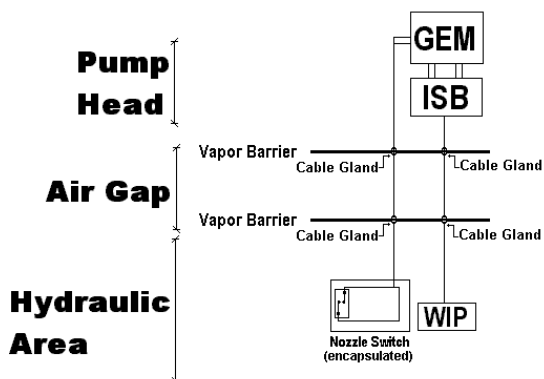 GEM
Pump
Head
ISB
Vapor Barrier
Cable Gland
Cable Gland
Air Gap
Vapor Barrier
Cable Gland
Cable Gland
Hydraulic
Area
WIP
Nozzle Switch
(encapsulated)